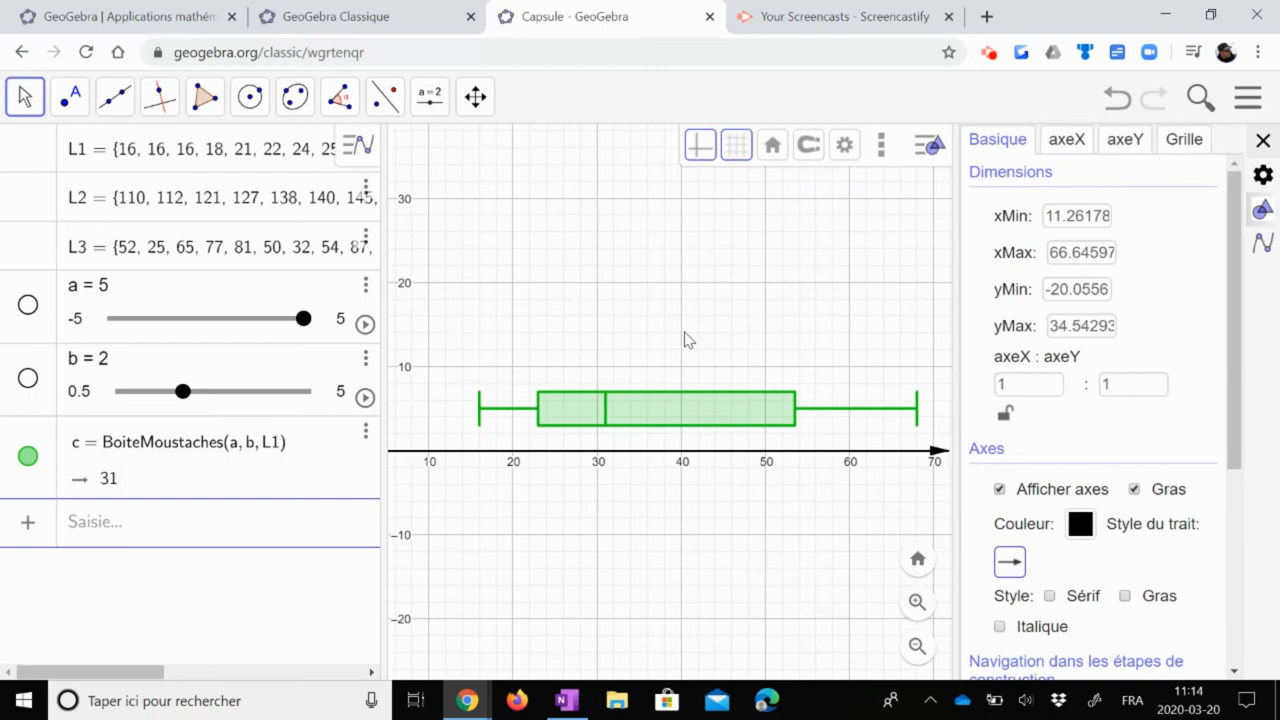 GeoGebra | Applications mathém
GeoGebra Classique
Capsule - GeoGebra
Your Screencasts - Screencastify
geogebra.org/classic/wgrtenqr
A
α
a=2
L1 = {16, 16, 16, 18, 21, 22, 24, 25
L2 = {110, 112, 121, 127, 138, 140, 145,
L3 = {52, 25, 65, 77, 81, 50, 32, 54, 87,
a = 5
-5
5
b = 2
0.5
5
c = BoiteMoustaches(a, b, L1)
→ 31
+ Saisie...
30
20
10
10 20 30 40 50 60 70
-10
-20
Basique axeX axeY Grille
Dimensions
xMin: 11.26178
xMax: 66.64597
yMin: -20.0556
yMax: 34.54293
axeX : axeY
1 : 1
Axes
Afficher axes Gras
Couleur: Style du trait:
Style: Sérif Gras
Italique
Navigation dans les étapes de
construction
Taper ici pour rechercher
FRA
11:14
2020-03-20